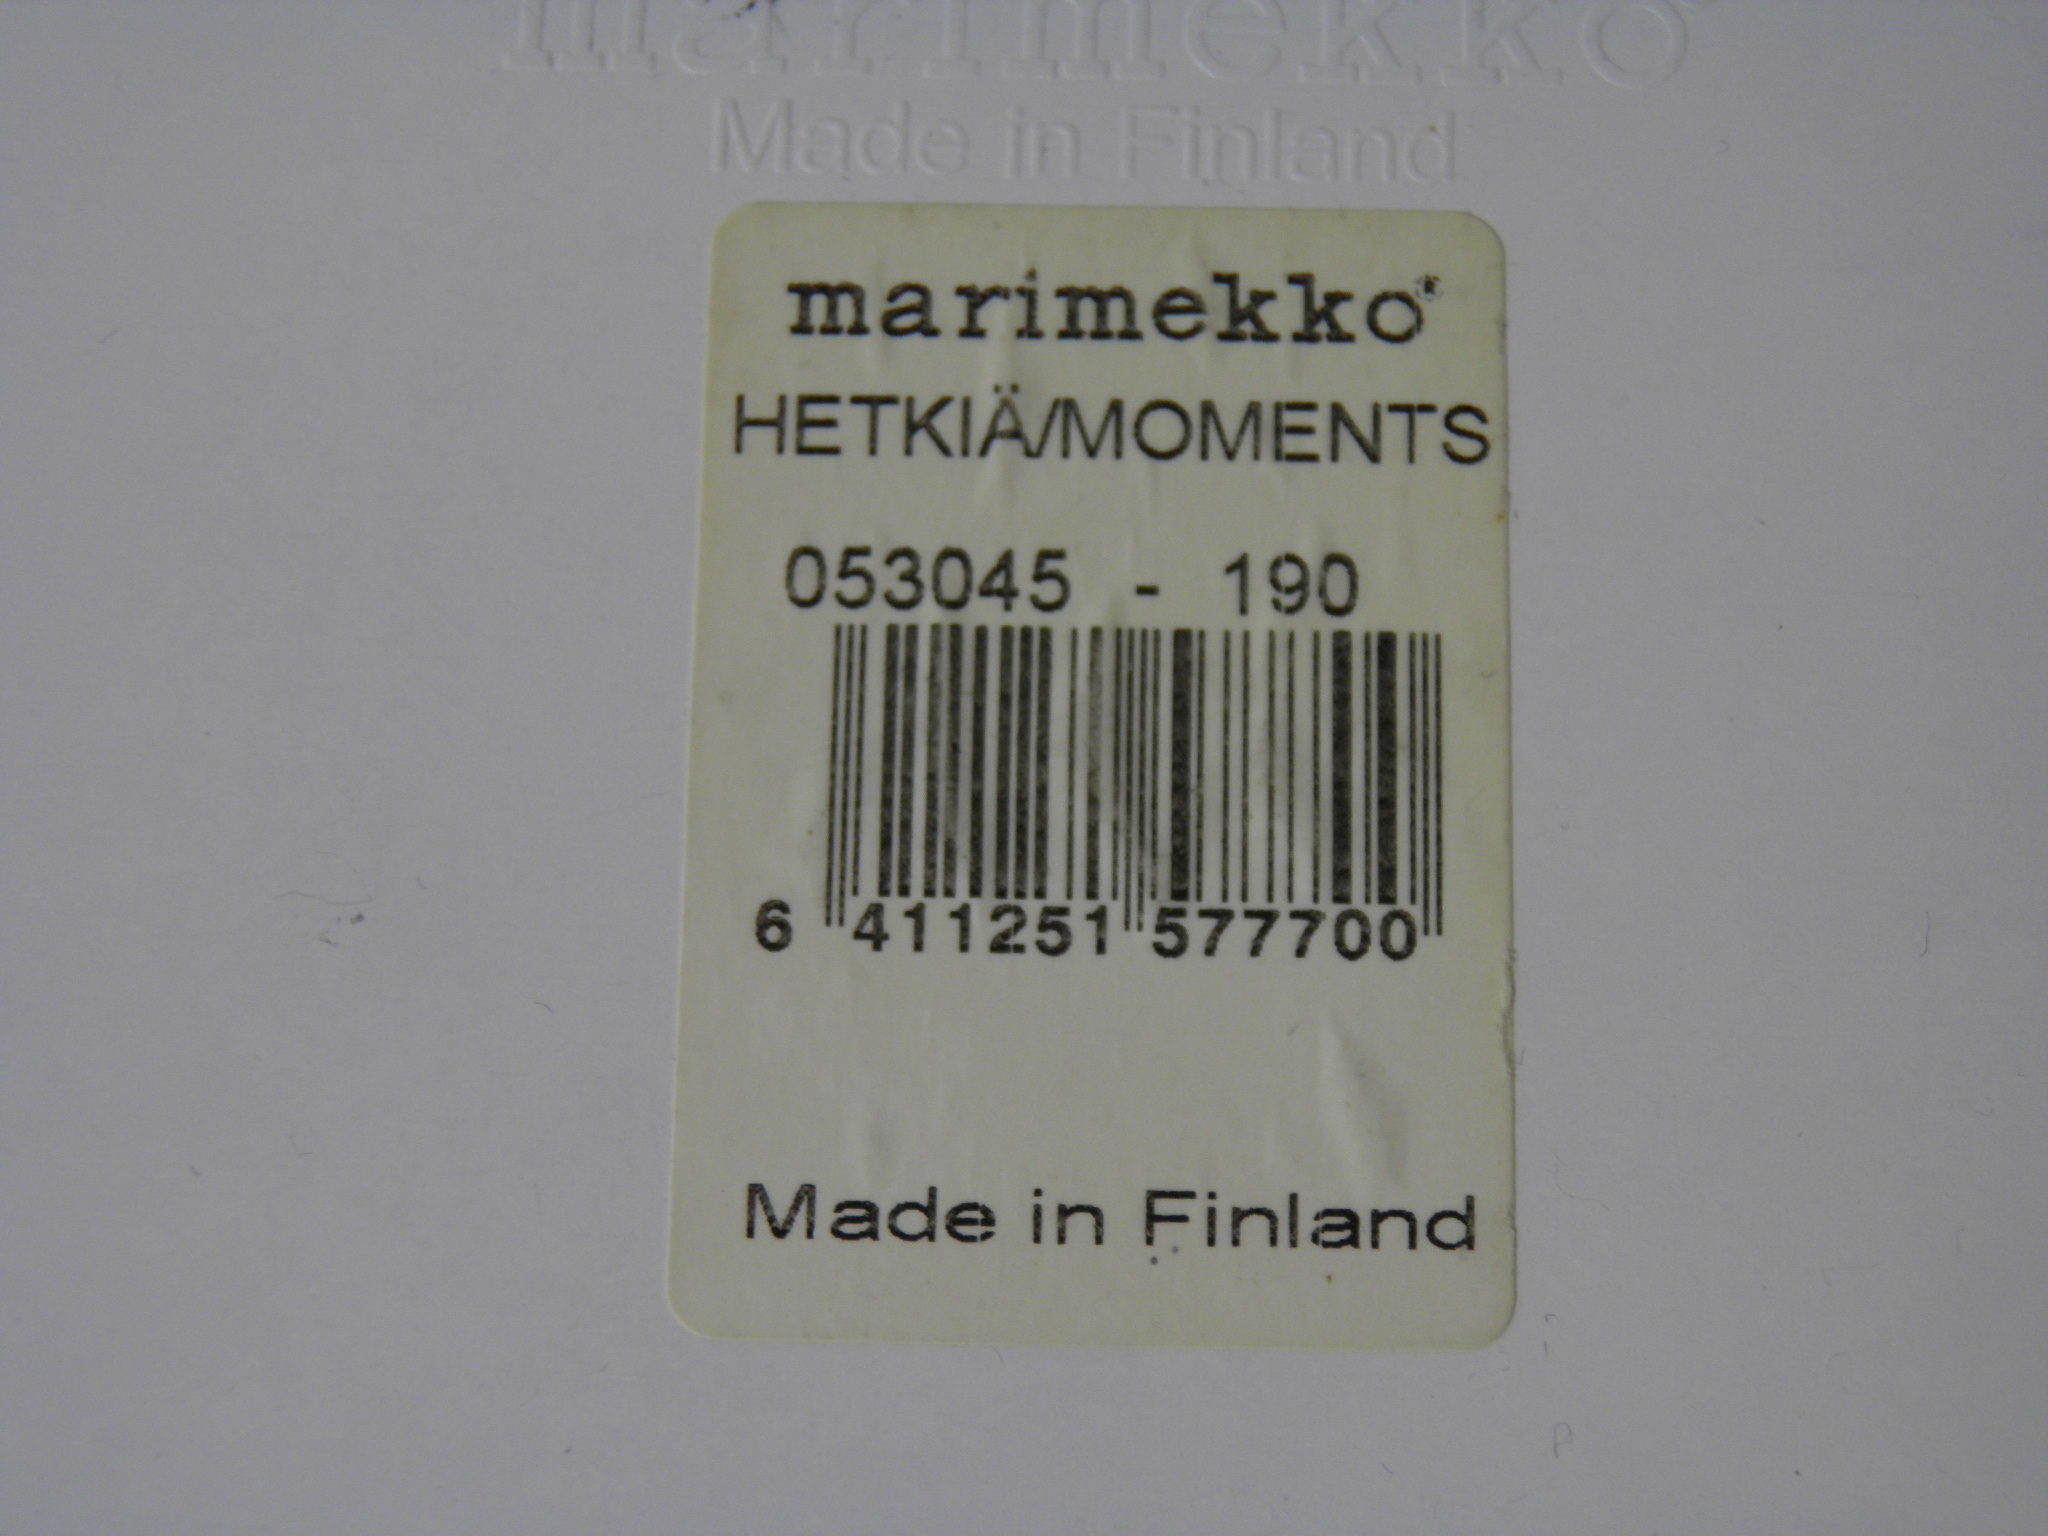 marimekko
Made in Finland
marimekko®
HETKIÄ/MOMENTS
053045 - 190
6 411251 577700
Made in Finland